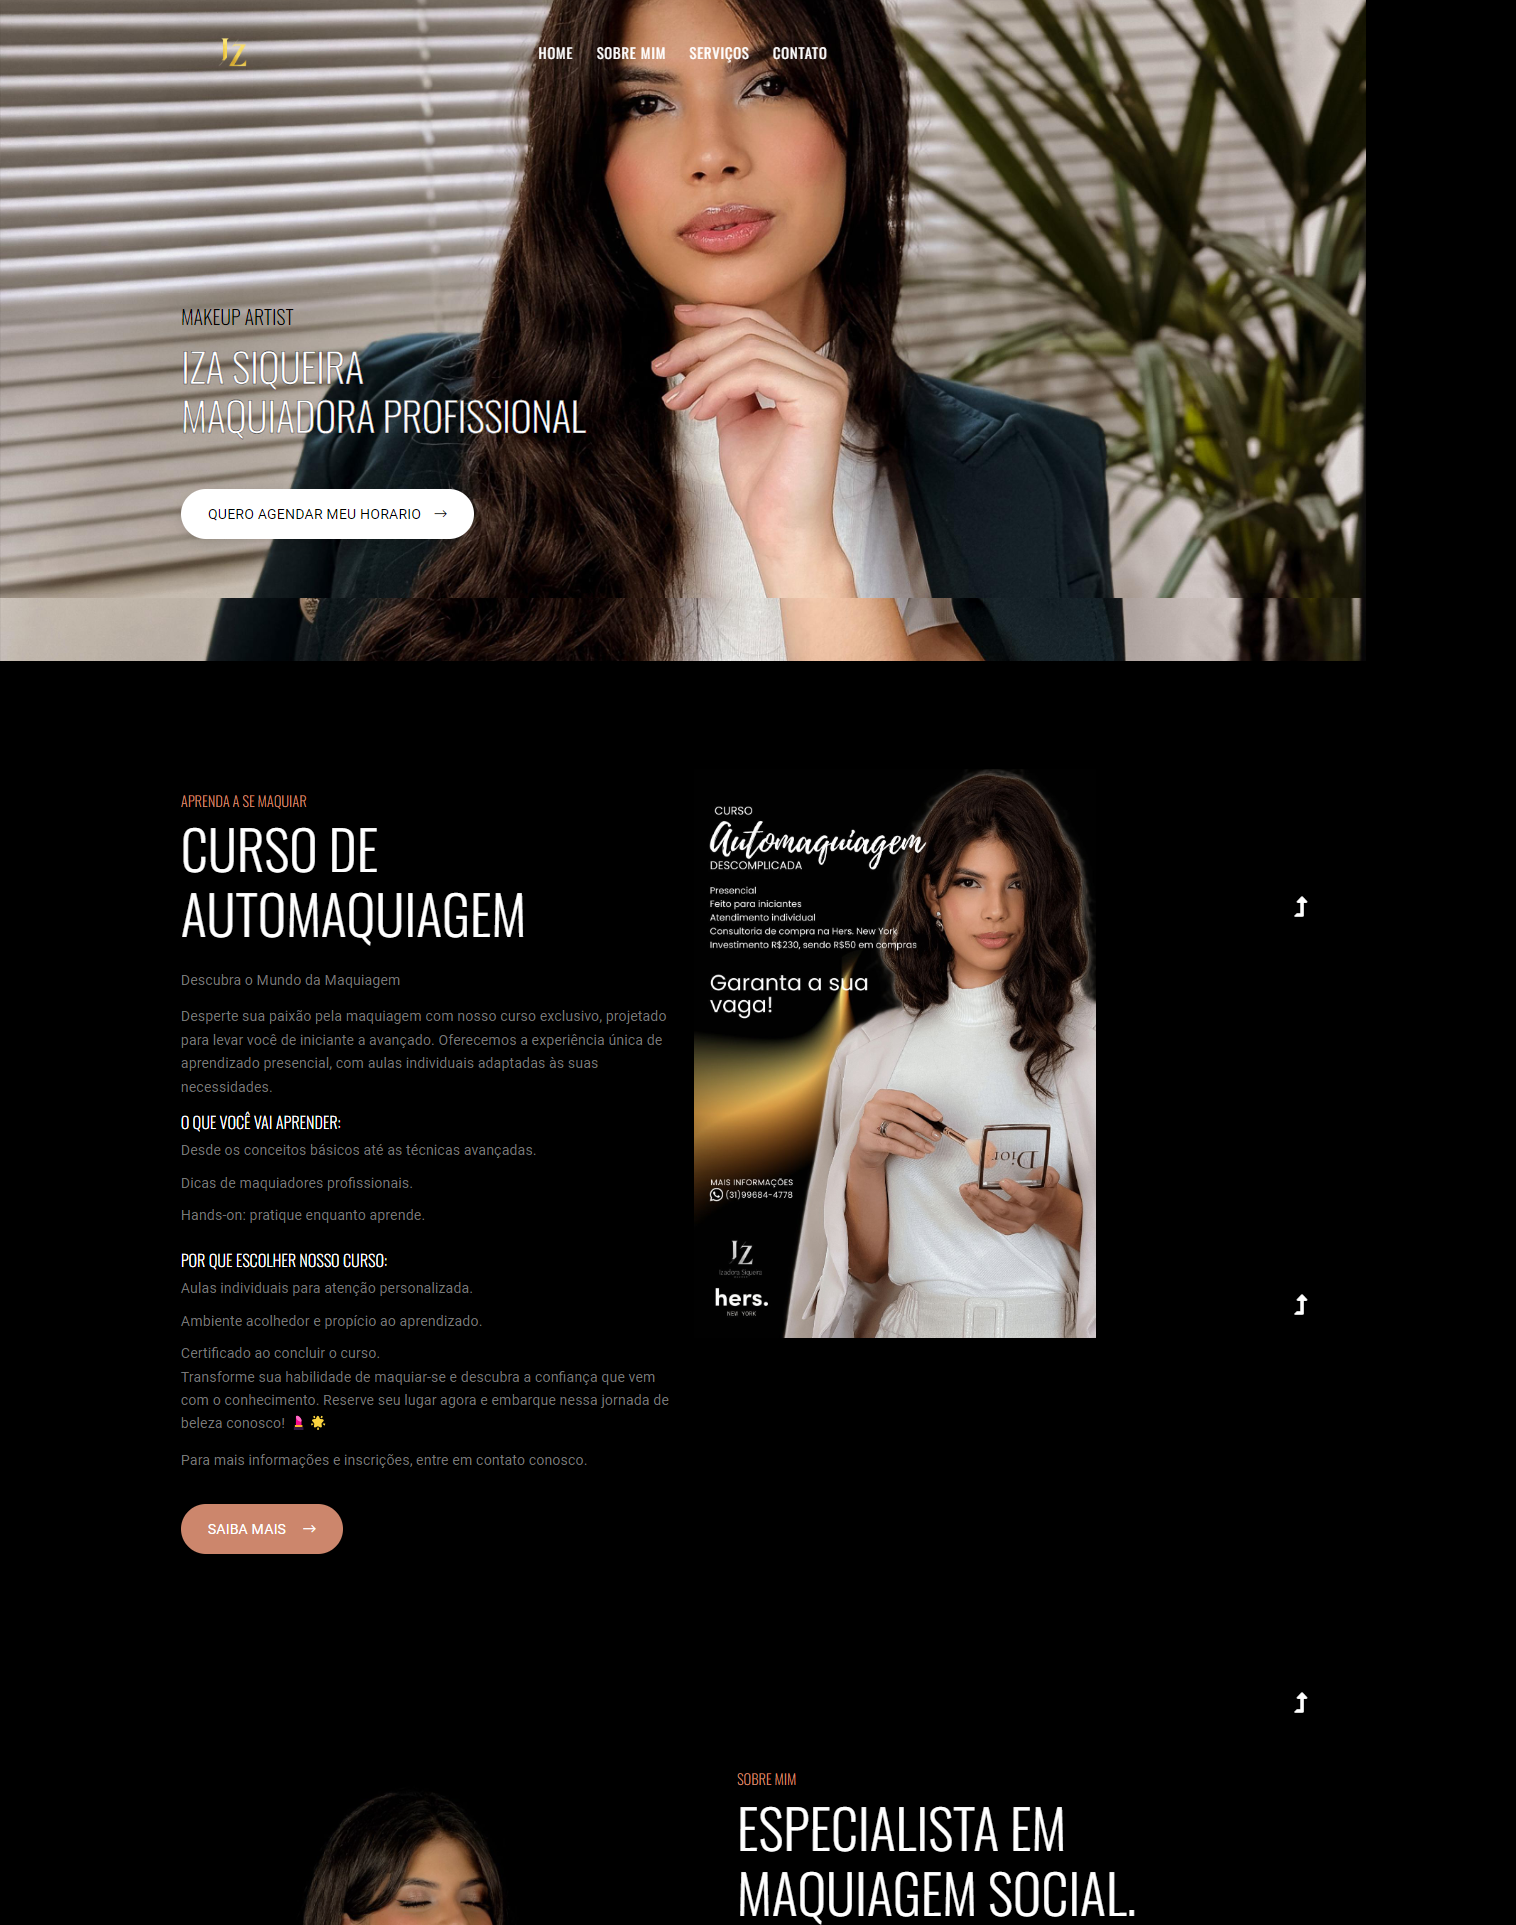 JZ
HOME SOBRE MIM SERVIÇOS CONTATO
MAKEUP ARTIST
IZA SIQUEIRA
MAQUIADORA PROFISSIONAL
QUERO AGENDAR MEU HORARIO →
APRENDA A SE MAQUIAR
CURSO DE
AUTOMAQUIAGEM
Descubra o Mundo da Maquiagem
Desperte sua paixão pela maquiagem com nosso curso exclusivo, projetado
para levar você de iniciante a avançado. Oferecemos a experiência única de
aprendizado presencial, com aulas individuais adaptadas às suas
necessidades.
O QUE VOCÊ VAI APRENDER:
Desde os conceitos básicos até as técnicas avançadas.
Dicas de maquiadores profissionais.
Hands-on: pratique enquanto aprende.
POR QUE ESCOLHER NOSSO CURSO:
Aulas individuais para atenção personalizada.
Ambiente acolhedor e propício ao aprendizado.
Certificado ao concluir o curso.
Transforme sua habilidade de maquiar-se e descubra a confiança que vem
com o conhecimento. Reserve seu lugar agora e embarque nessa jornada de
beleza conosco! 💄 🌟
Para mais informações e inscrições, entre em contato conosco.
SAIBA MAIS →
CURSO
Automaquiagem
DESCOMPLICADA
Presencial
Feito para iniciantes
Atendimento individual
Consultoria de compra na Hers. New York
Investimento R$230, sendo R$50 em compras
Garanta a sua
vaga!
Dior
MAIS INFORMAÇÕES
(31)99684-4778
JZ
Izadora Siqueira
hers.
NEW YORK
SOBRE MIM
ESPECIALISTA EM
MAQUIAGEM SOCIAL.